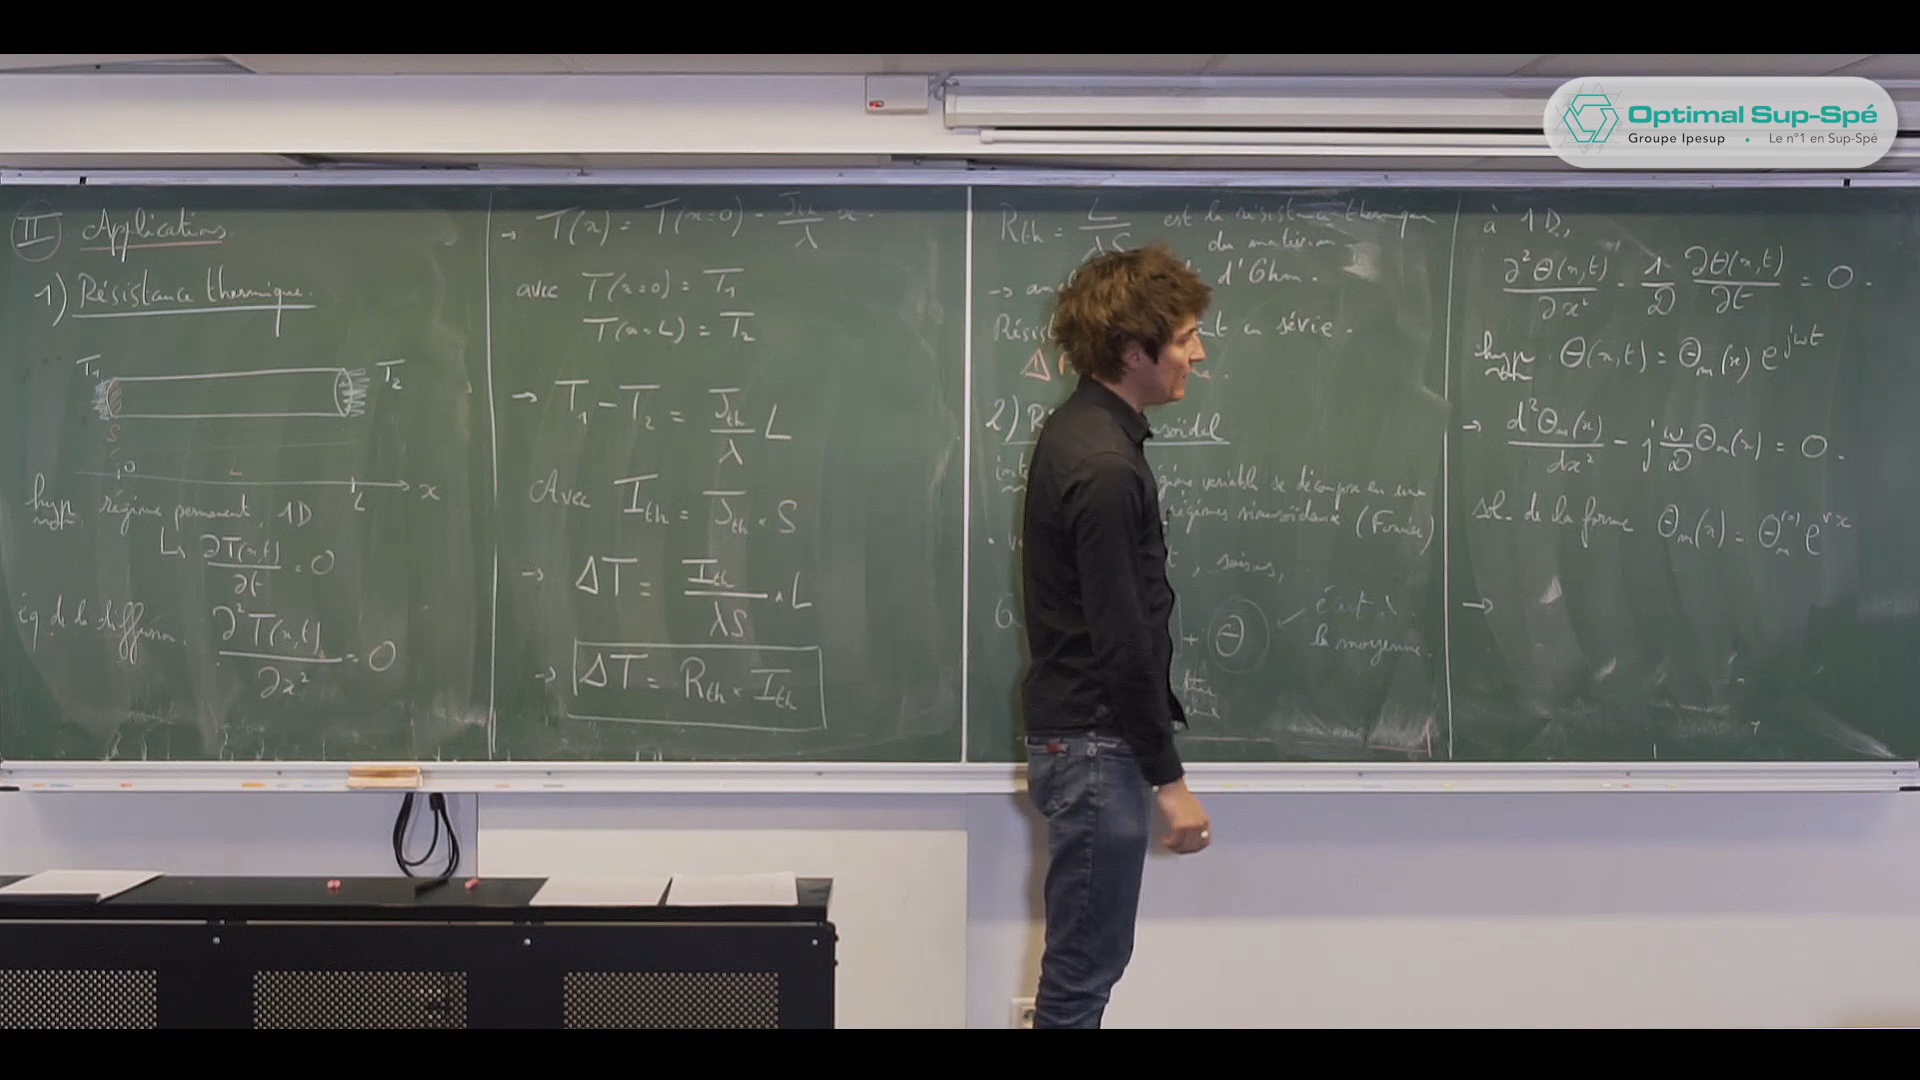 Optimal Sup-Spé
Groupe Ipesup • Le n°1 en Sup-Spé
II Applications
1) Résistance thermique.
T₁ T₂
S
0 L L x
hyp régime permanent, 1D
↳ ∂T(x,t)/∂t = 0
éq de la diffusion. ∂²T(x,t)/∂x² = 0
→ T(x) = T(x=0) - Jth/λ x.
avec T(x=0) = T₁
T(x=L) = T₂
→ T₁ - T₂ = Jth/λ L
Avec Ith = Jth × S
→ ΔT = Ith/λS × L
→ ΔT = Rth × Ith
Rth = L/λS est la résistance thermique
du matériau
→ d'Ohm.
en série.
2) R
régime variable se décompose en une
régimes sinusoïdaux (Fourier)
+ Θ ← c'est à
la moyenne.
à 1D,
∂²Θ(x,t)/∂x² - 1/D ∂Θ(x,t)/∂t = 0.
hyp Θ(x,t) = Θm(x) e^jωt
→ d²Θm(x)/dx² - j ω/D Θm(x) = 0.
sol. de la forme Θm(x) = Θm^(0) e^rx
→